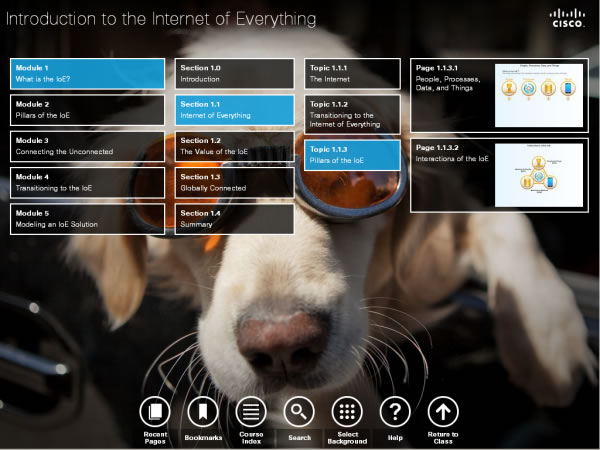 Introduction to the Internet of Everything
CISCO
Module 1
What is the IoE?
Module 2
Pillars of the IoE
Module 3
Connecting the Unconnected
Module 4
Transitioning to the IoE
Module 5
Modeling an IoE Solution
Section 1.0
Introduction
Section 1.1
Internet of Everything
Section 1.2
The Value of the IoE
Section 1.3
Globally Connected
Section 1.4
Summary
Topic 1.1.1
The Internet
Topic 1.1.2
Transitioning to the
Internet of Everything
Topic 1.1.3
Pillars of the IoE
Page 1.1.3.1
People, Processes,
Data, and Things
Page 1.1.3.2
Interactions of the IoE
Recent
Pages
Bookmarks
Course
Index
Search
Select
Background
Help
Return to
Class